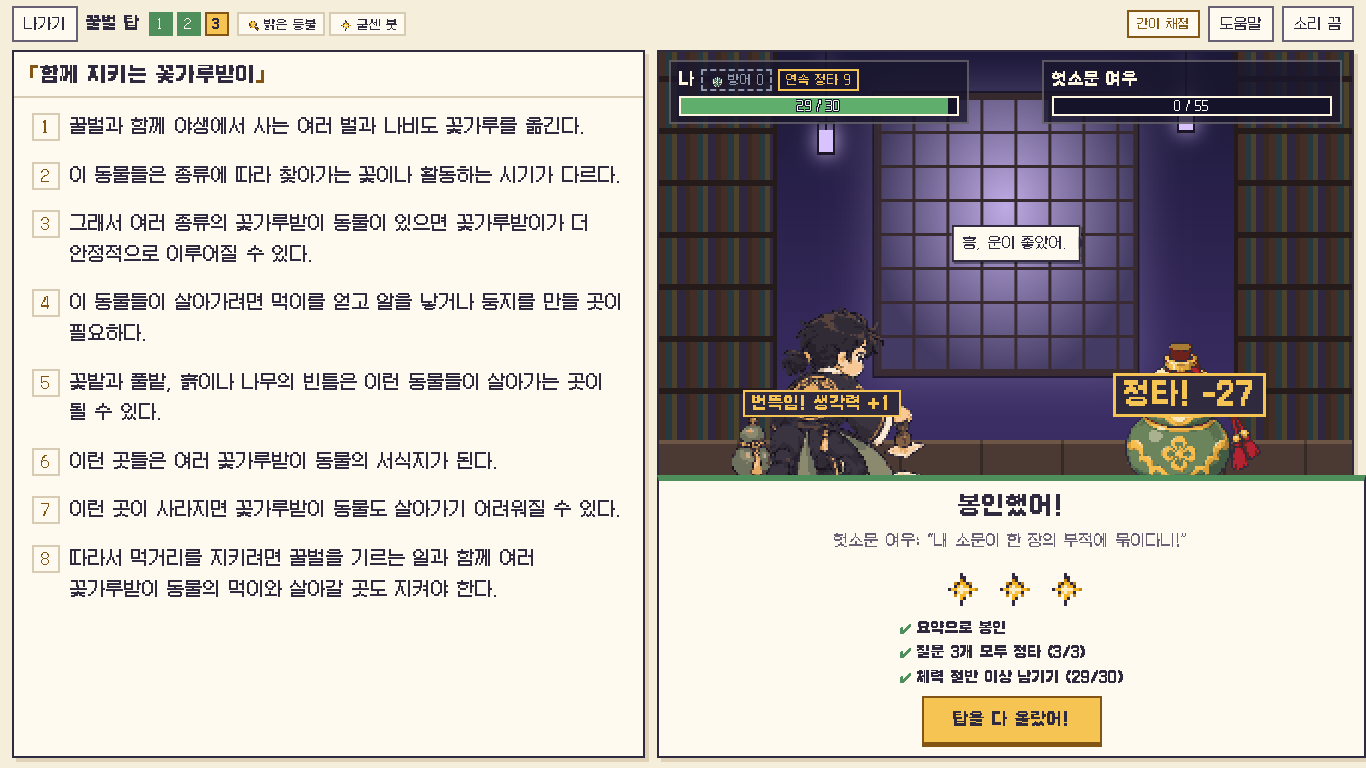 나가기 꿀벌 탑 1 2 3 밝은 등불 굳센 붓 간이 채점 도움말 소리 끔
『함께 지키는 꽃가루받이』
1 꿀벌과 함께 야생에서 사는 여러 벌과 나비도 꽃가루를 옮긴다.
2 이 동물들은 종류에 따라 찾아가는 꽃이나 활동하는 시기가 다르다.
3 그래서 여러 종류의 꽃가루받이 동물이 있으면 꽃가루받이가 더
안정적으로 이루어질 수 있다.
4 이 동물들이 살아가려면 먹이를 얻고 알을 낳거나 둥지를 만들 곳이
필요하다.
5 꽃밭과 풀밭, 흙이나 나무의 빈틈은 이런 동물들이 살아가는 곳이
될 수 있다.
6 이런 곳들은 여러 꽃가루받이 동물의 서식지가 된다.
7 이런 곳이 사라지면 꽃가루받이 동물도 살아가기 어려워질 수 있다.
8 따라서 먹거리를 지키려면 꿀벌을 기르는 일과 함께 여러
꽃가루받이 동물의 먹이와 살아갈 곳도 지켜야 한다.
나 방어 0 연속 정타 9
29 / 30
헛소문 여우
0 / 55
흥, 운이 좋았어.
번뜩임! 생각력 +1
정타! -27
봉인했어!
헛소문 여우: “내 소문이 한 장의 부적에 묶이다니!”
✔ 요약으로 봉인
✔ 질문 3개 모두 정타 (3/3)
✔ 체력 절반 이상 남기기 (29/30)
탑을 다 올랐어!